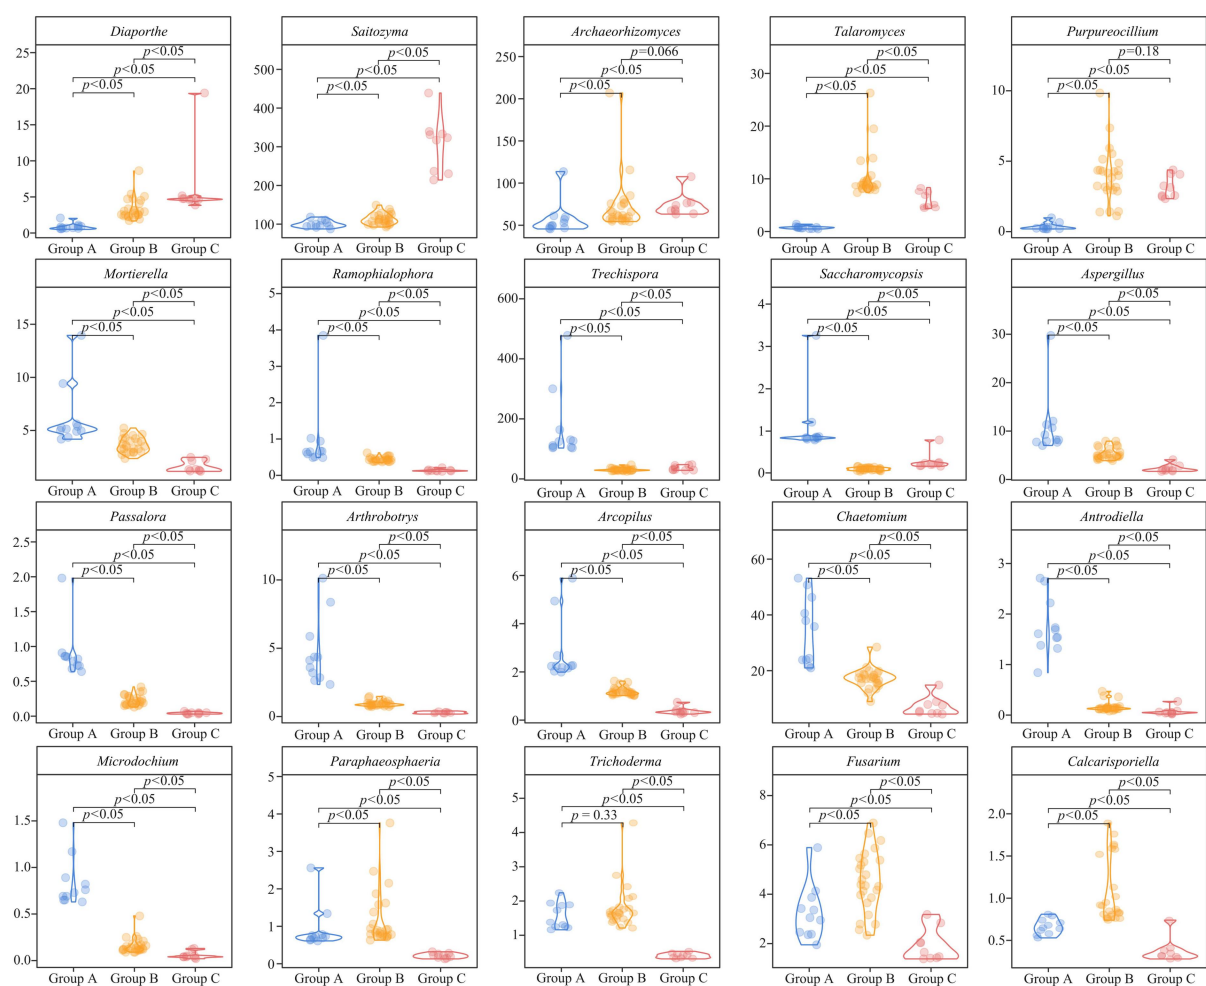 Diaporthe
p<0.05
p<0.05
p<0.05
25
20
15
10
5
0
Group A Group B Group C
Saitozyma
p<0.05
p<0.05
p<0.05
500
400
300
200
100
Group A Group B Group C
Archaeorhizomyces
p=0.066
p<0.05
p<0.05
250
200
150
100
50
Group A Group B Group C
Talaromyces
p<0.05
p<0.05
p<0.05
30
20
10
0
Group A Group B Group C
Purpureocillium
p=0.18
p<0.05
p<0.05
10
5
0
Group A Group B Group C
Mortierella
p<0.05
p<0.05
p<0.05
15
10
5
Group A Group B Group C
Ramophialophora
p<0.05
p<0.05
p<0.05
5
4
3
2
1
0
Group A Group B Group C
Trechispora
p<0.05
p<0.05
p<0.05
600
400
200
0
Group A Group B Group C
Saccharomycopsis
p<0.05
p<0.05
p<0.05
4
3
2
1
0
Group A Group B Group C
Aspergillus
p<0.05
p<0.05
p<0.05
30
20
10
0
Group A Group B Group C
Passalora
p<0.05
p<0.05
p<0.05
2.5
2.0
1.5
1.0
0.5
0.0
Group A Group B Group C
Arthrobotrys
p<0.05
p<0.05
p<0.05
10
5
0
Group A Group B Group C
Arcopilus
p<0.05
p<0.05
p<0.05
6
4
2
0
Group A Group B Group C
Chaetomium
p<0.05
p<0.05
p<0.05
60
40
20
Group A Group B Group C
Antrodiella
p<0.05
p<0.05
p<0.05
3
2
1
0
Group A Group B Group C
Microdochium
p<0.05
p<0.05
p<0.05
1.5
1.0
0.5
0.0
Group A Group B Group C
Paraphaeosphaeria
p<0.05
p<0.05
p<0.05
5
4
3
2
1
0
Group A Group B Group C
Trichoderma
p<0.05
p<0.05
p = 0.33
5
4
3
2
1
Group A Group B Group C
Fusarium
p<0.05
p<0.05
p<0.05
8
6
4
2
Group A Group B Group C
Calcarisporiella
p<0.05
p<0.05
p<0.05
2.0
1.5
1.0
0.5
Group A Group B Group C